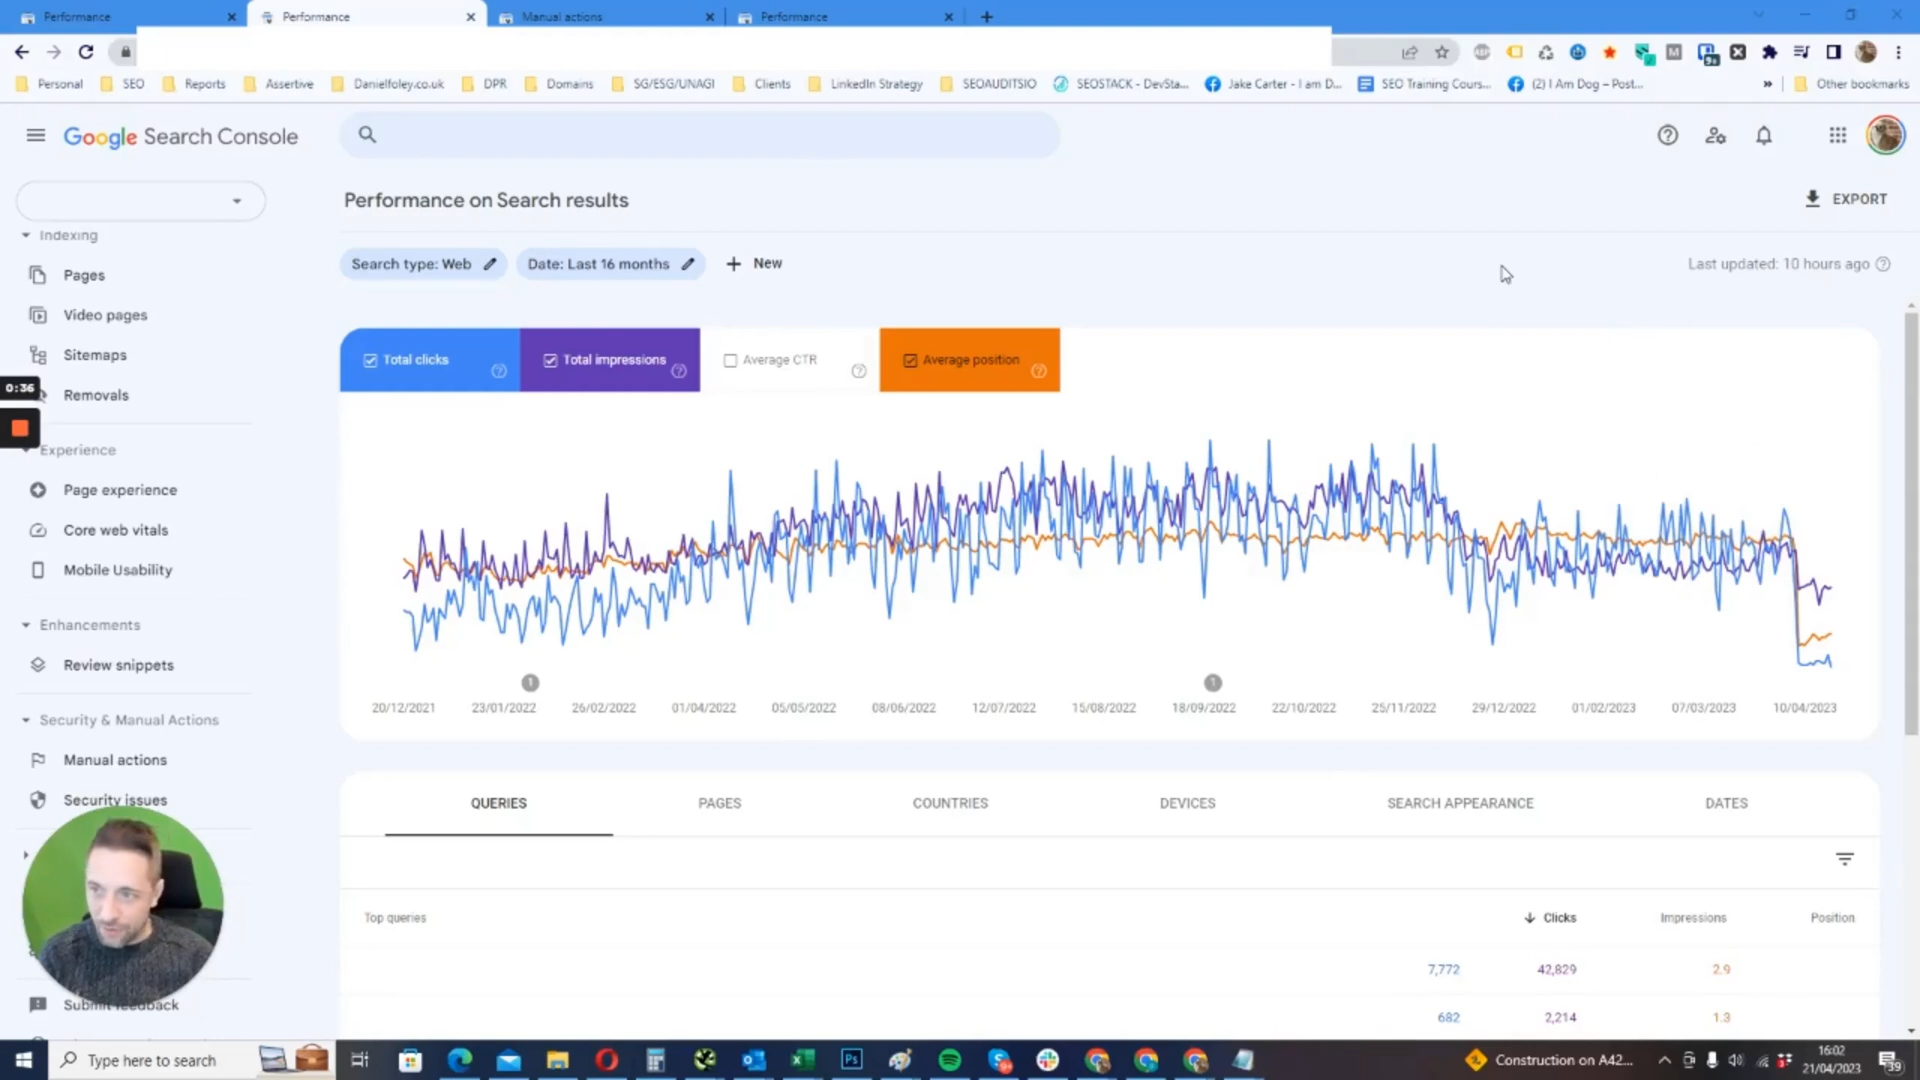 Performance
Performance
Manual actions
Performance
Personal
SEO
Reports
Assertive
Danielfoley.co.uk
DPR
Domains
SG/ESG/UNAGI
Clients
LinkedIn Strategy
SEOAUDITSIO
SEOSTACK - DevSta...
Jake Carter - I am D...
SEO Training Cours...
(2) I Am Dog – Post...
»
Other bookmarks
Google Search Console
Performance on Search results
EXPORT
Search type: Web
Date: Last 16 months
+ New
Last updated: 10 hours ago
Indexing
Pages
Video pages
Sitemaps
Removals
0:36
Experience
Page experience
Core web vitals
Mobile Usability
Enhancements
Review snippets
Security & Manual Actions
Manual actions
Security issues
Submit feedback
Total clicks
Total impressions
Average CTR
Average position
1
1
20/12/2021
23/01/2022
26/02/2022
01/04/2022
05/05/2022
08/06/2022
12/07/2022
15/08/2022
18/09/2022
22/10/2022
25/11/2022
29/12/2022
01/02/2023
07/03/2023
10/04/2023
QUERIES
PAGES
COUNTRIES
DEVICES
SEARCH APPEARANCE
DATES
Top queries
Clicks
Impressions
Position
7,772
42,829
2.9
682
2,214
1.3
Type here to search
Construction on A42...
16:02
21/04/2023
39